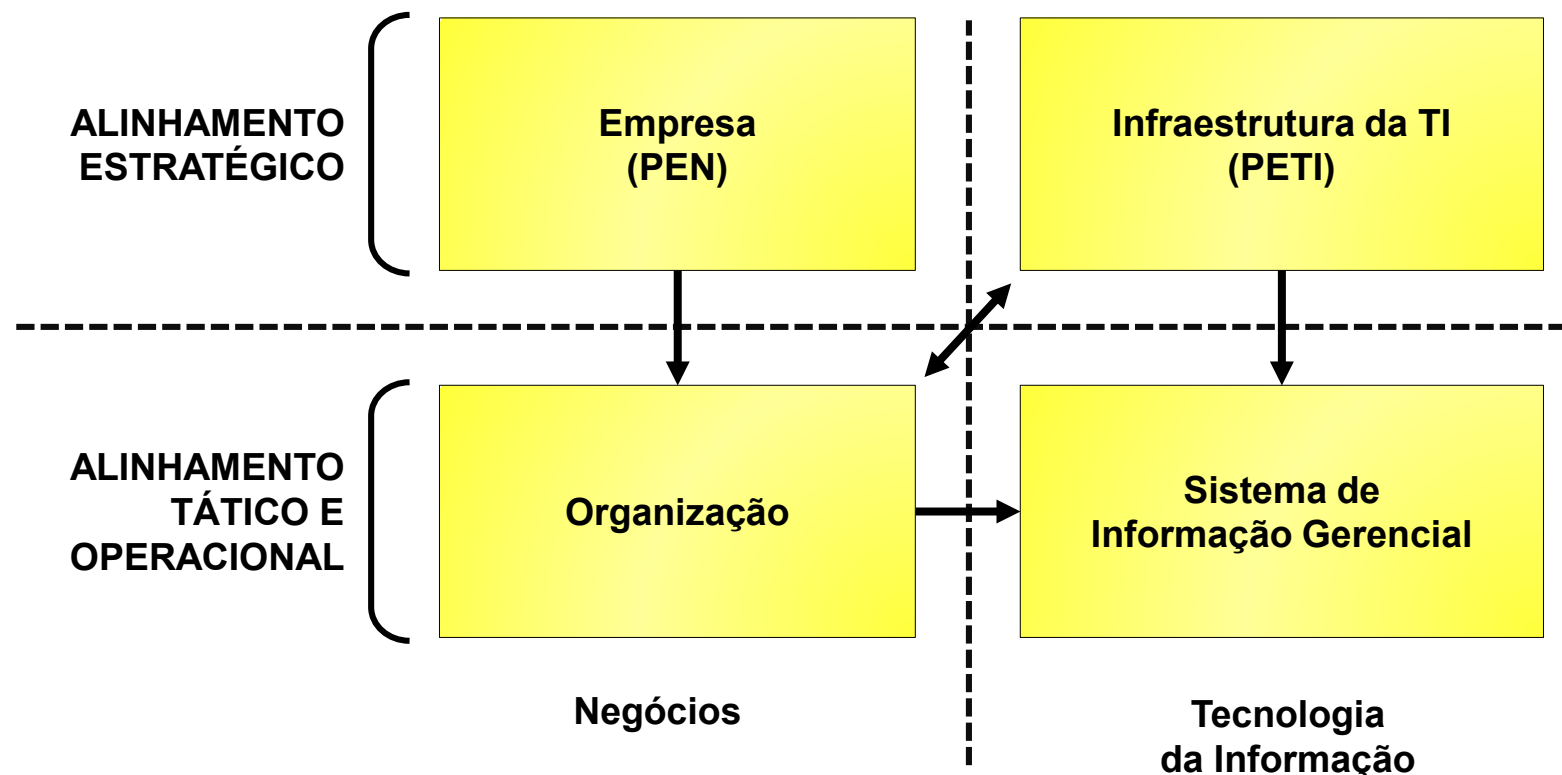 ALINHAMENTO
ESTRATÉGICO
Empresa
(PEN)
Infraestrutura da TI
(PETI)
ALINHAMENTO
TÁTICO E
OPERACIONAL
Organização
Sistema de
Informação Gerencial
Negócios
Tecnologia
da Informação